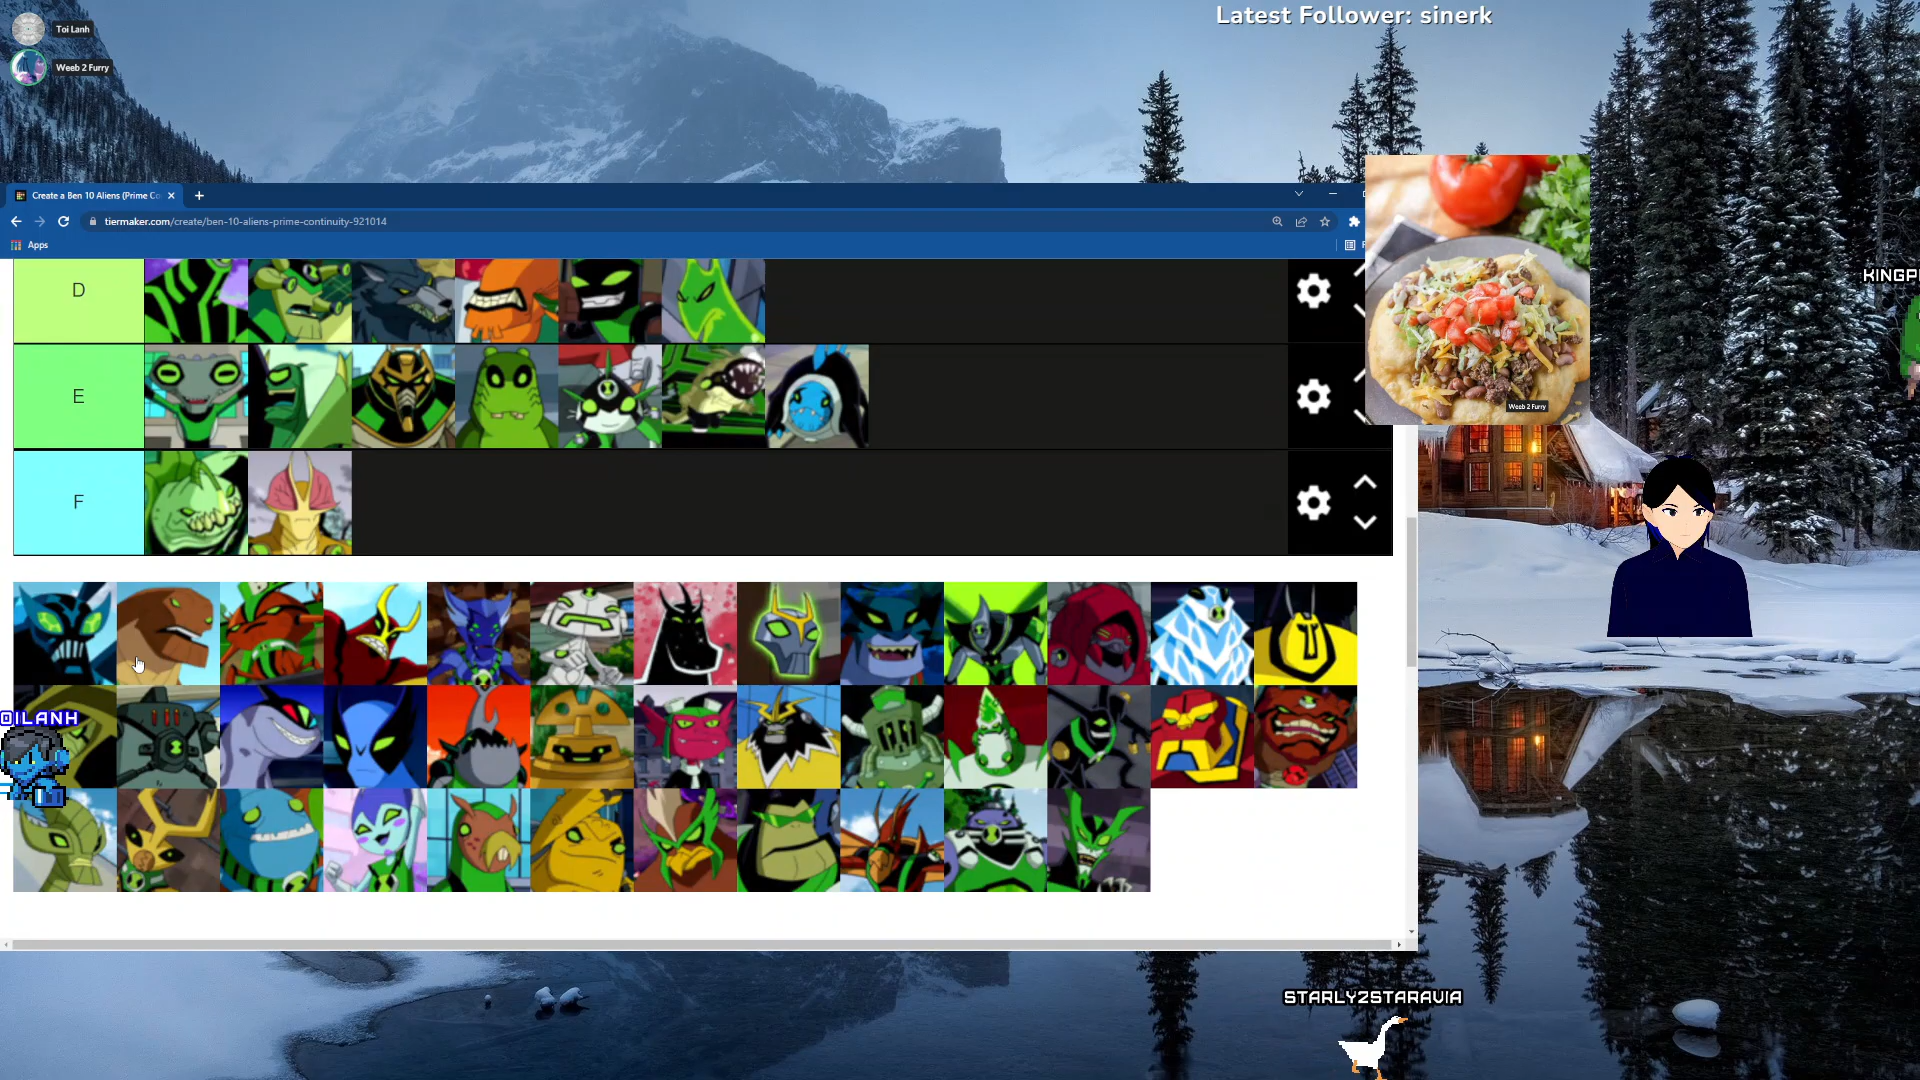 Latest Follower: sinerk
Toi Lanh
Weeb 2 Furry
Create a Ben 10 Aliens (Prime Co
tiermaker.com/create/ben-10-aliens-prime-continuity-921014
Apps
D
E
F
Weeb 2 Furry
KINGP
OILANH
STARLY2STARAVIA